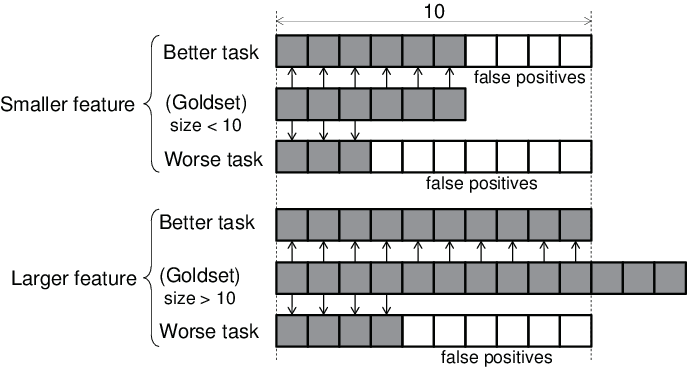 10
Better task
false positives
Smaller feature
(Goldset)
size < 10
Worse task
false positives
Better task
Larger feature
(Goldset)
size > 10
Worse task
false positives